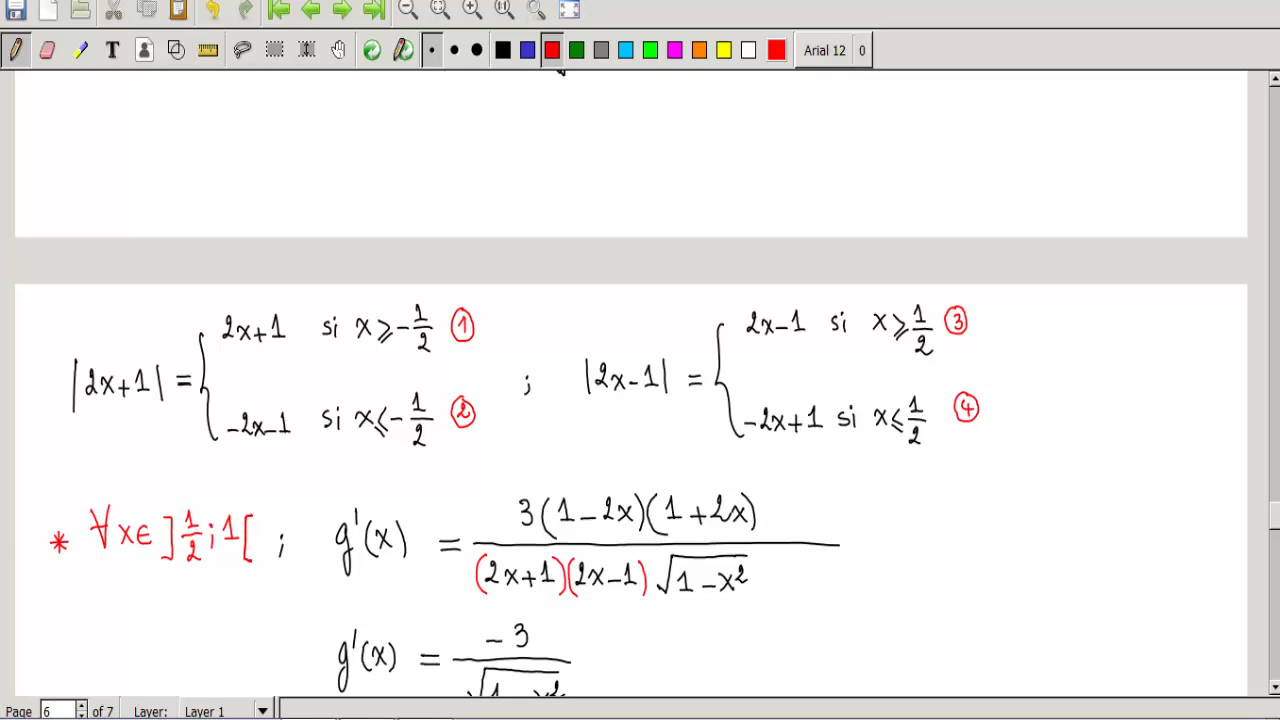 Arial 12 0
|2x+1| = { 2x+1 si x ⩾ -1/2 ① ; |2x-1| = { 2x-1 si x ⩾ 1/2 ③
-2x-1 si x ⩽ -1/2 ② -2x+1 si x ⩽ 1/2 ④
* ∀x∈ ]1/2 ; 1[ ; g'(x) = 3(1-2x)(1+2x) / (2x+1)(2x-1)√1-x²
g'(x) = -3 / √1-x²
Page 6 of 7 Layer: Layer 1